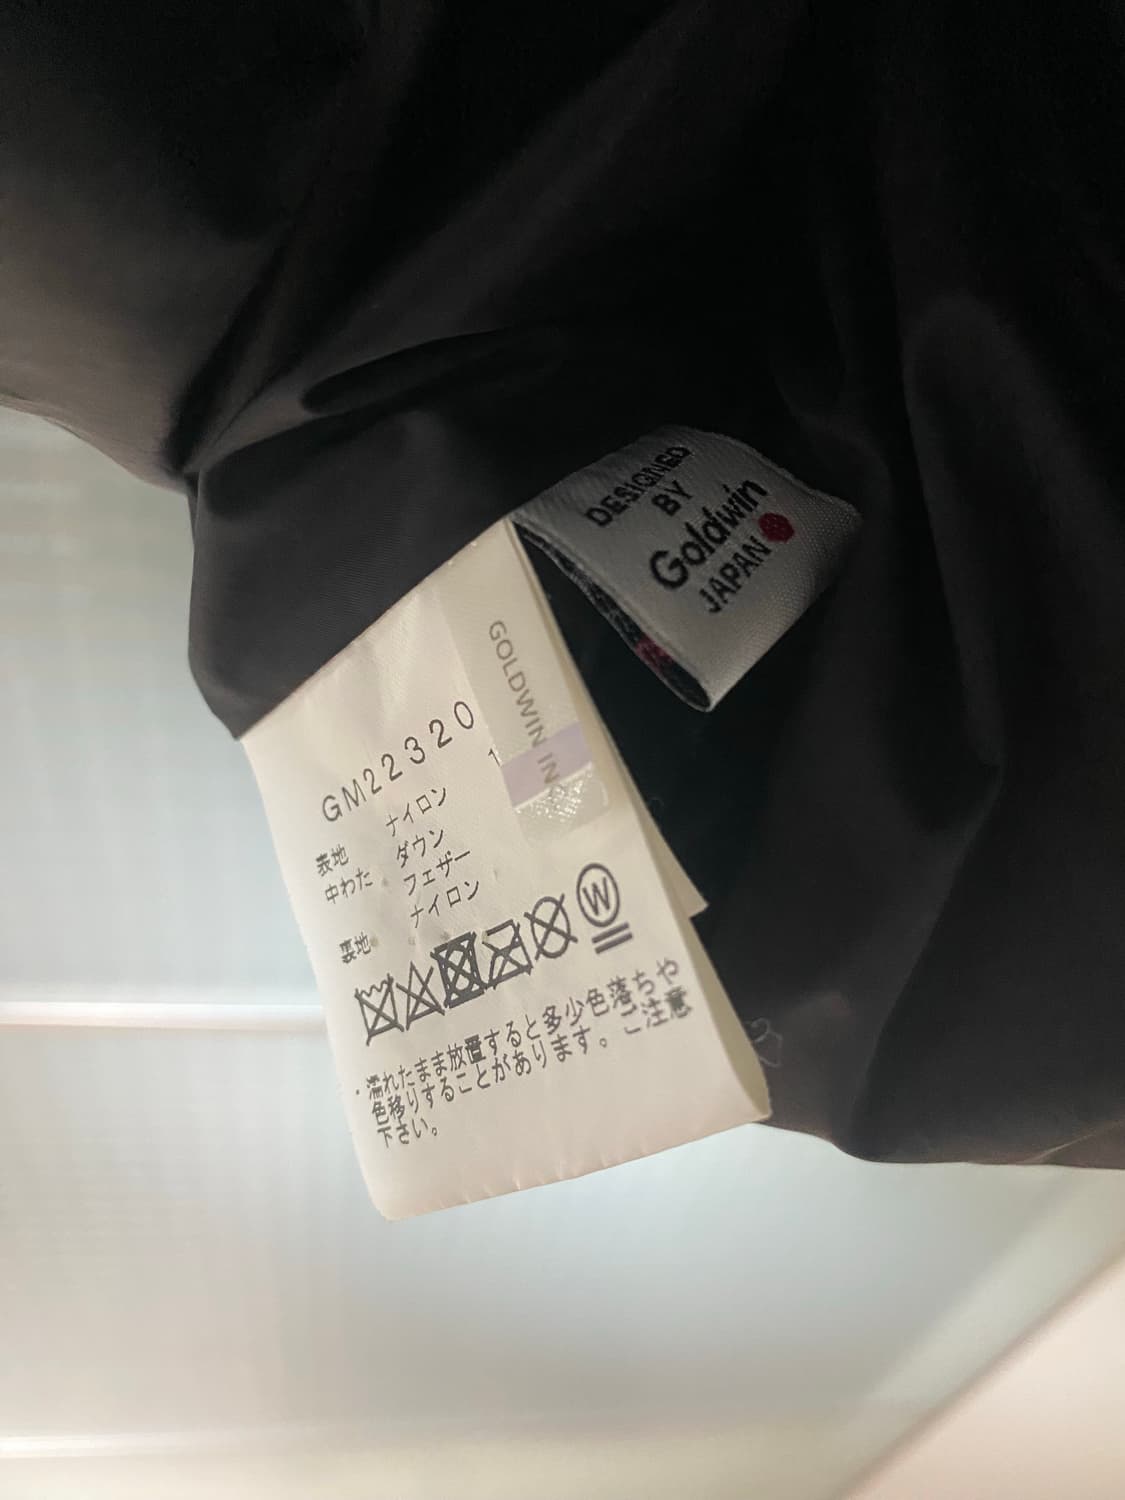 DESIGNED
BY
Goldwin
JAPAN
GOLDWIN IN
GM22320
1
表地 ナイロン
中わた ダウン
フェザー
裏地 ナイロン
W
・濡れたまま放置すると多少色落ちや
色移りすることがあります。ご注意
下さい。